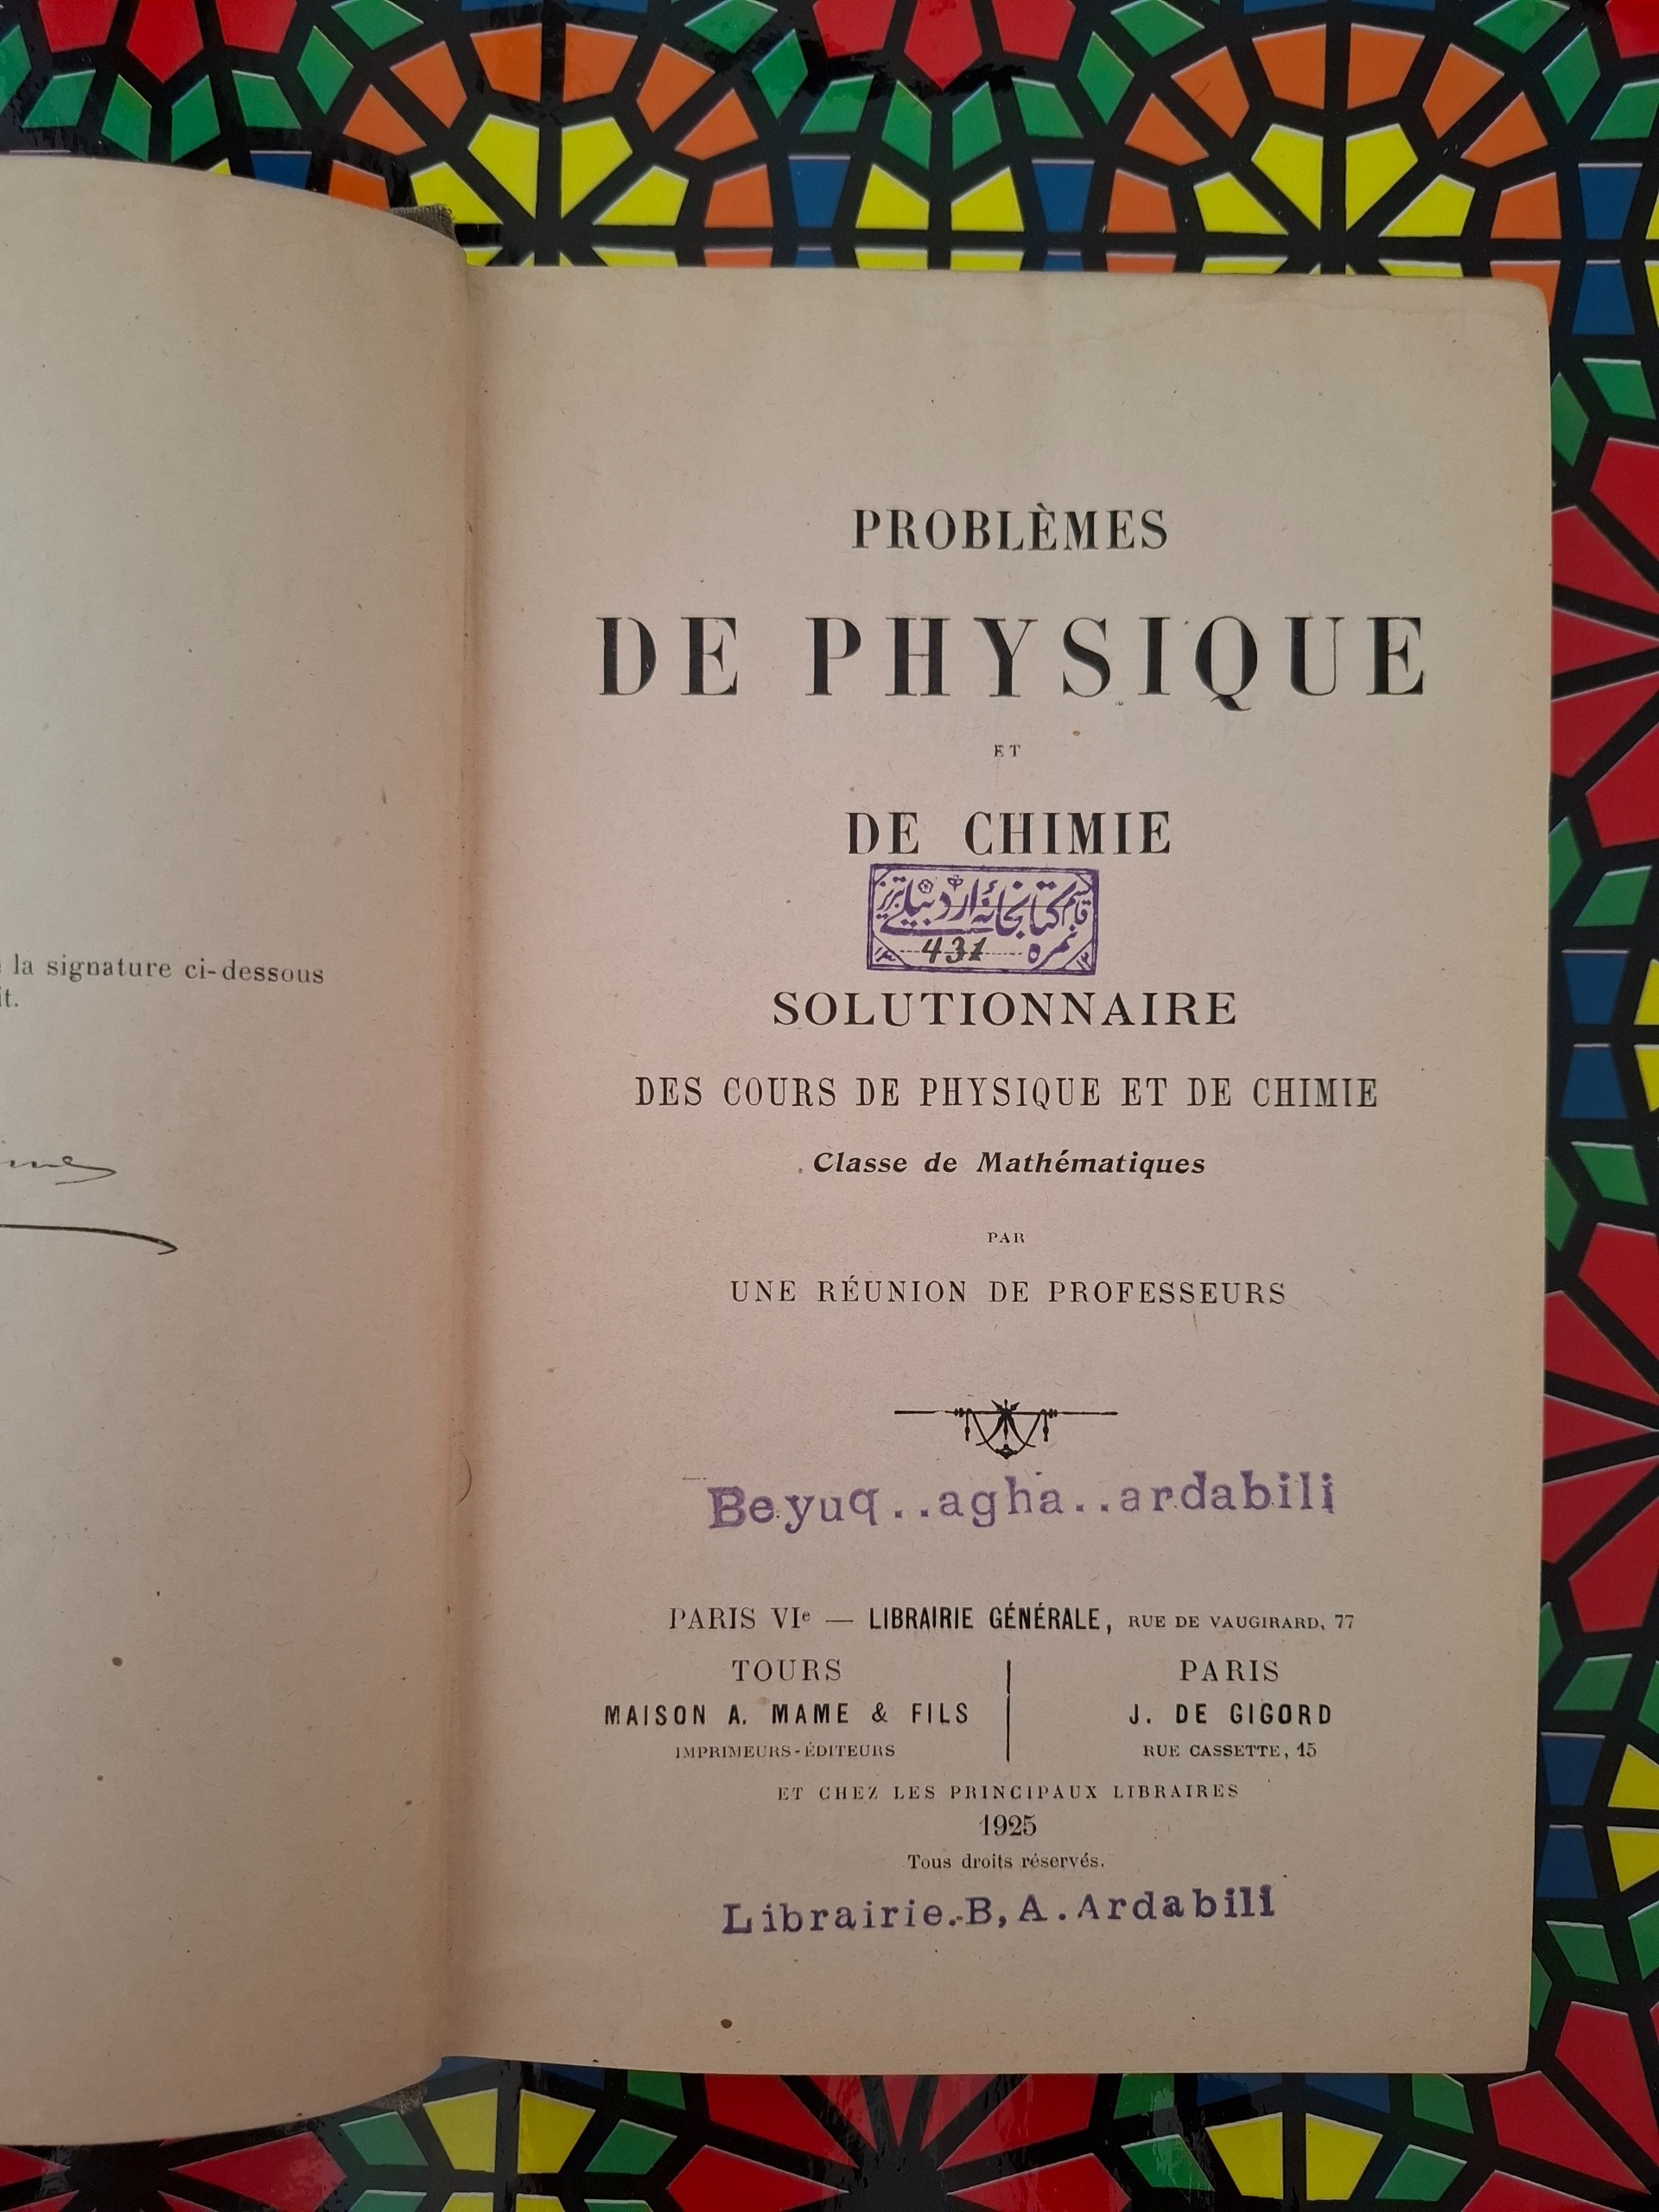 la signature ci-dessous
it.
PROBLÈMES
DE PHYSIQUE
ET
DE CHIMIE
کتابخانهٔ اردبیلی تبریز
نمره 431
SOLUTIONNAIRE
DES COURS DE PHYSIQUE ET DE CHIMIE
Classe de Mathématiques
PAR
UNE RÉUNION DE PROFESSEURS
Beyuq..agha..ardabili
PARIS VIe — LIBRAIRIE GÉNÉRALE, RUE DE VAUGIRARD, 77
TOURS
MAISON A. MAME & FILS
IMPRIMEURS-ÉDITEURS
PARIS
J. DE GIGORD
RUE CASSETTE, 15
ET CHEZ LES PRINCIPAUX LIBRAIRES
1925
Tous droits réservés.
Librairie.-B,A.Ardabili